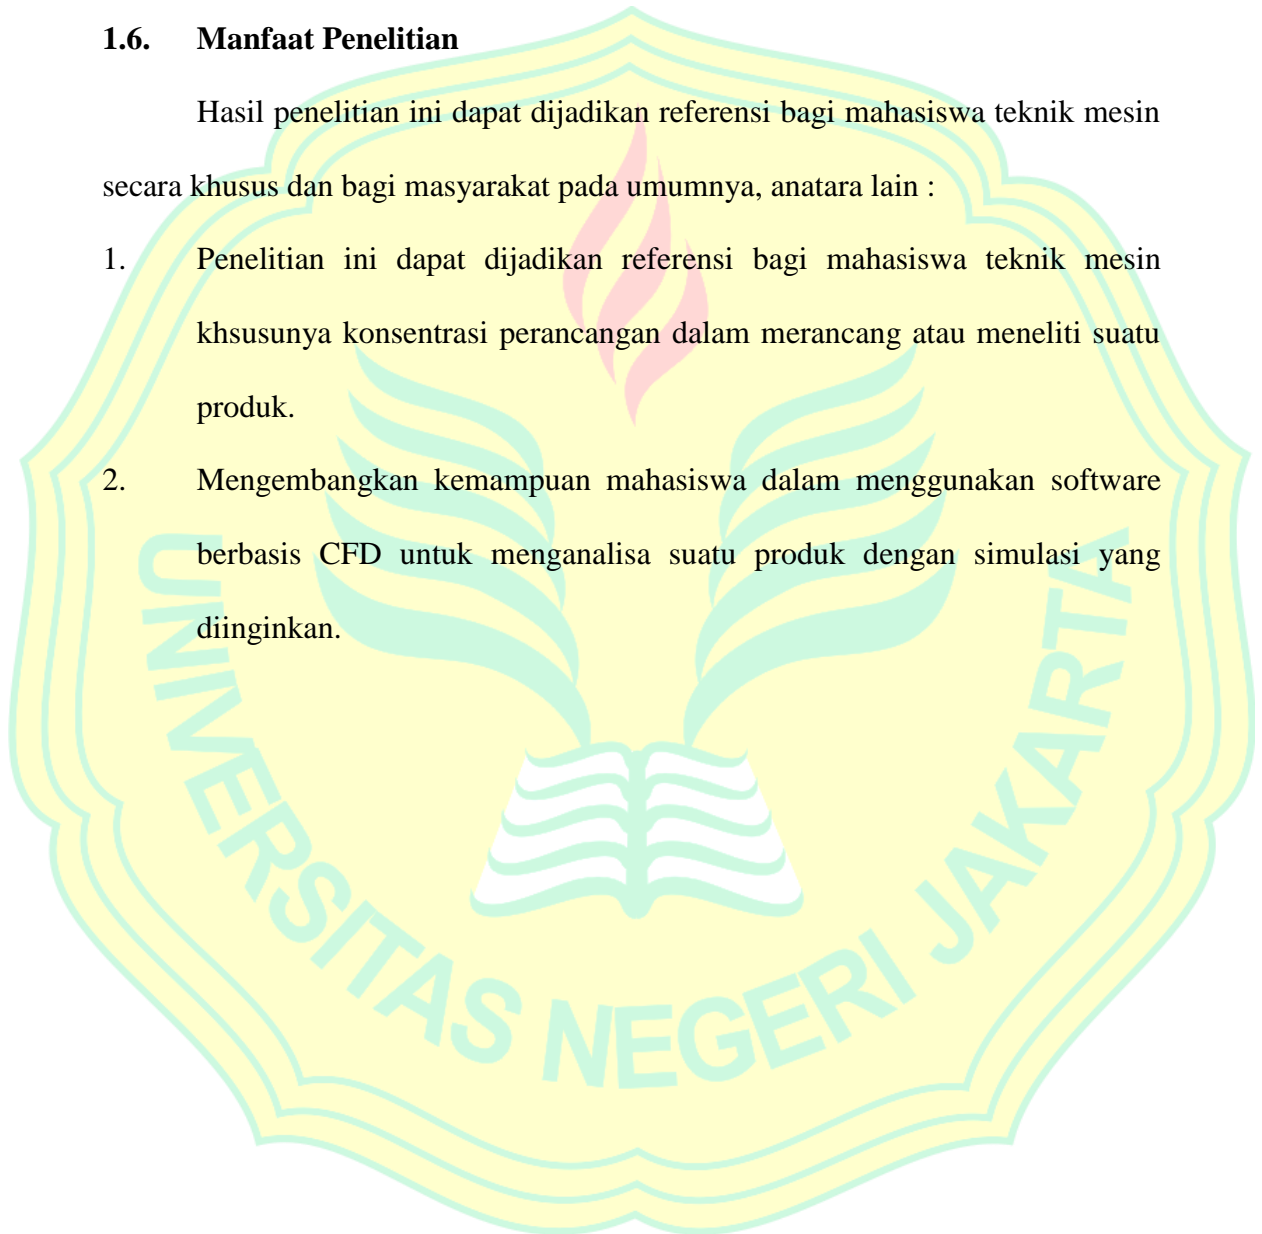 1.6. Manfaat Penelitian
Hasil penelitian ini dapat dijadikan referensi bagi mahasiswa teknik mesin
secara khusus dan bagi masyarakat pada umumnya, anatara lain :
1. Penelitian ini dapat dijadikan referensi bagi mahasiswa teknik mesin
khsusunya konsentrasi perancangan dalam merancang atau meneliti suatu
produk.
2. Mengembangkan kemampuan mahasiswa dalam menggunakan software
berbasis CFD untuk menganalisa suatu produk dengan simulasi yang
diinginkan.
UNIVERSITAS NEGERI JAKARTA